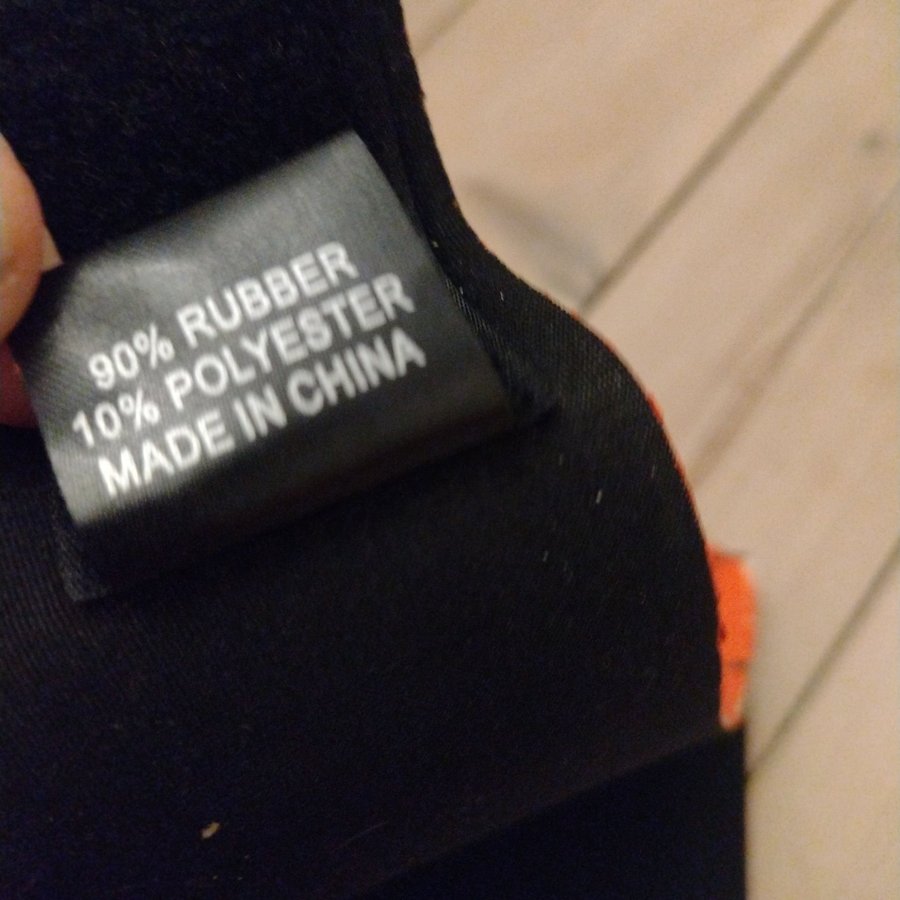 90% RUBBER
10% POLYESTER
MADE IN CHINA